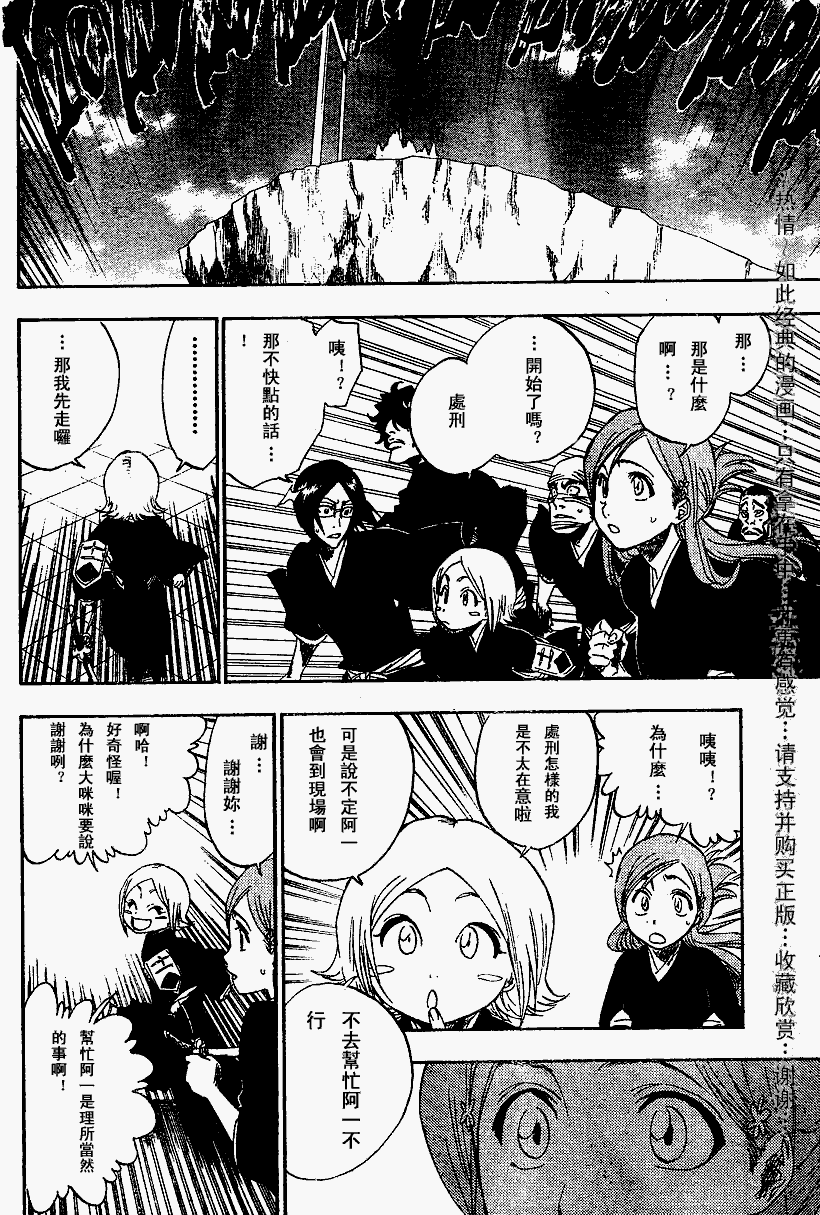 那…
那是什麼
啊…？
…開始了嗎？
處刑
咦！？
那不快點的話…
！
…………
…那我先走囉
咦咦！？
為什麼…
處刑怎樣的我
是不太在意啦
可是說不定阿一
也會到現場啊
不去幫忙阿一不
行
謝…
謝謝妳…
啊哈！
好奇怪喔！
為什麼大咪咪要說
謝謝咧？
幫忙阿一是理所當然
的事啊！
热情
如此经典的漫画…只有拿在
感觉…请支持并购买正版…收藏欣赏…谢谢…